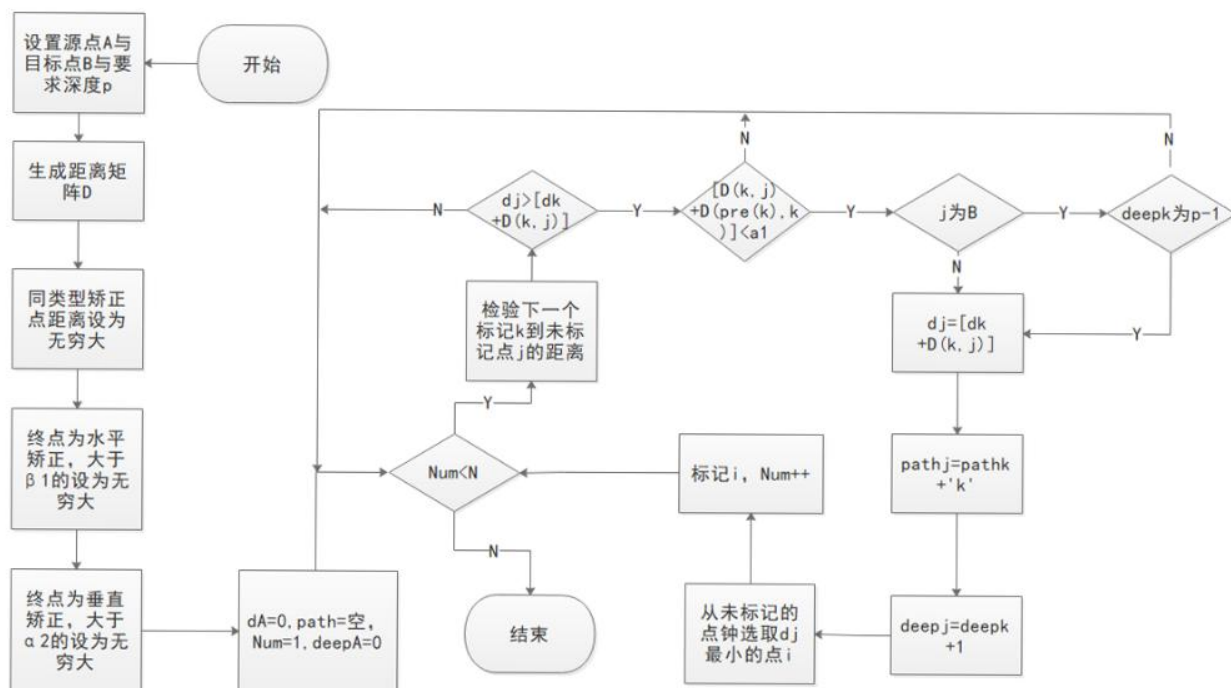 开始
设置源点A与
目标点B与要
求深度p
生成距离矩
阵D
同类型矫正
点距离设为
无穷大
终点为水平
矫正，大于
β1的设为无
穷大
终点为垂直
矫正，大于
α2的设为无
穷大
dA=0,path=空，
Num=1,deepA=0
Num<N
Y
N
结束
检验下一个
标记k到未标
记点j的距离
dj>[dk
+D(k,j)]
N
Y
[D(k,j)
+D(pre(k),k
)]<a1
N
Y
j为B
Y
N
deepk为p-1
N
Y
dj=[dk
+D(k,j)]
pathj=pathk
+'k'
deepj=deepk
+1
从未标记的
点钟选取dj
最小的点i
标记i，Num++